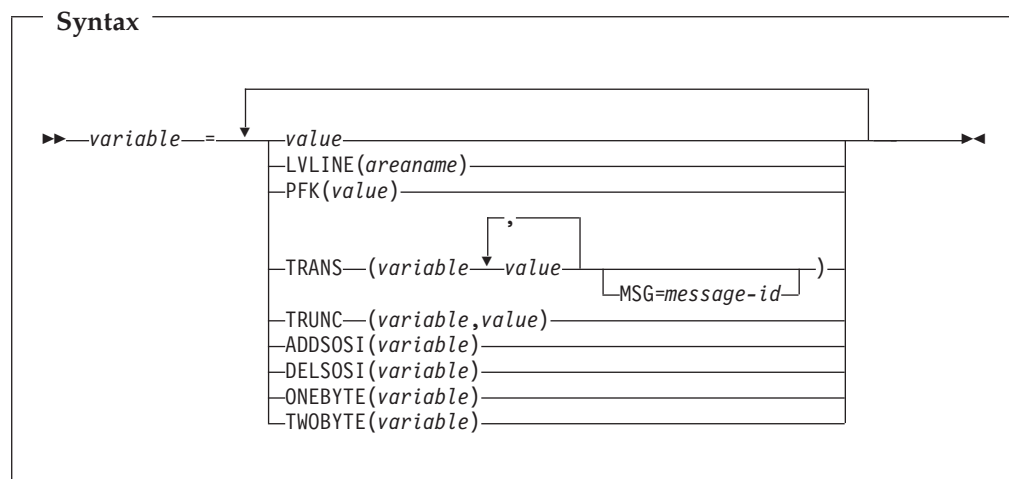 Syntax
variable = value
LVLINE(areaname)
PFK(value)
,
TRANS (variable value )
MSG=message-id
TRUNC (variable,value)
ADDSOSI(variable)
DELSOSI(variable)
ONEBYTE(variable)
TWOBYTE(variable)